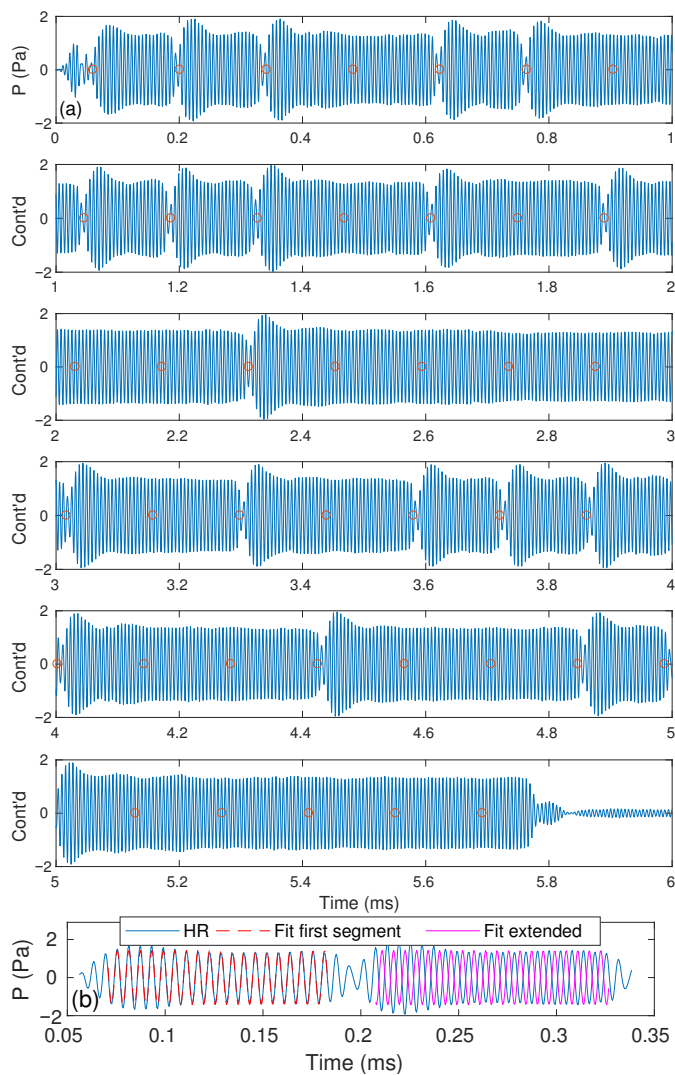 P (Pa)
2
0
−2
(a)
0 0.2 0.4 0.6 0.8 1
Cont'd
2
0
−2
1 1.2 1.4 1.6 1.8 2
Cont'd
2
0
−2
2 2.2 2.4 2.6 2.8 3
Cont'd
2
0
−2
3 3.2 3.4 3.6 3.8 4
Cont'd
2
0
−2
4 4.2 4.4 4.6 4.8 5
Cont'd
2
0
−2
5 5.2 5.4 5.6 5.8 6
Time (ms)
HR Fit first segment Fit extended
P (Pa)
2
0
−2
(b)
0.05 0.1 0.15 0.2 0.25 0.3 0.35
Time (ms)